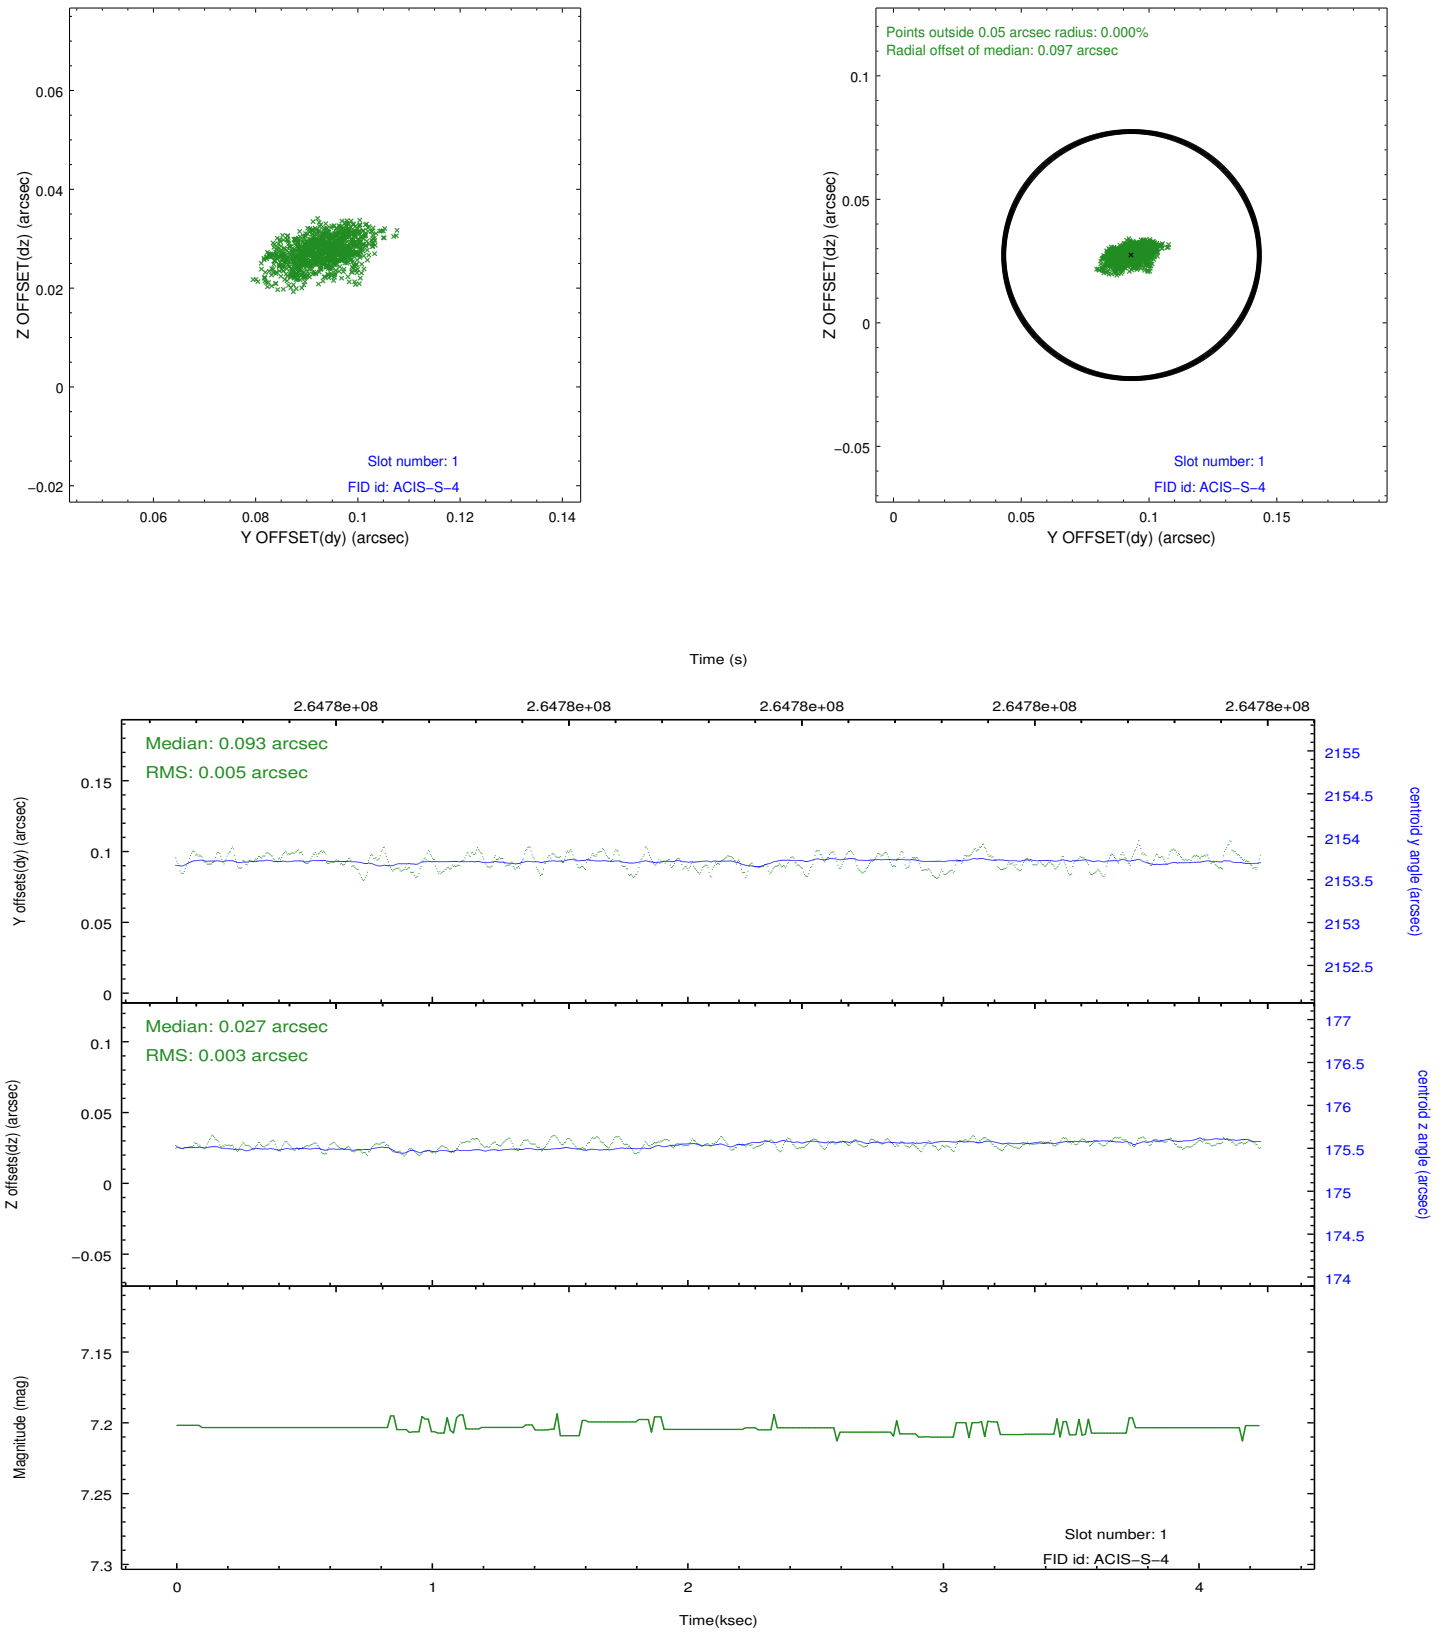 0.06
0.04
0.02
0
−0.02
Z OFFSET(dz) (arcsec)
Slot number: 1
FID id: ACIS−S−4
0.06 0.08 0.1 0.12 0.14
Y OFFSET(dy) (arcsec)
Points outside 0.05 arcsec radius: 0.000%
Radial offset of median: 0.097 arcsec
0.1
0.05
0
−0.05
Z OFFSET(dz) (arcsec)
Slot number: 1
FID id: ACIS−S−4
0 0.05 0.1 0.15
Y OFFSET(dy) (arcsec)
Time (s)
2.6478e+08 2.6478e+08 2.6478e+08 2.6478e+08 2.6478e+08
Median: 0.093 arcsec
RMS: 0.005 arcsec
0.15
0.1
0.05
0
Y offsets(dy) (arcsec)
2155
2154.5
2154
2153.5
2153
2152.5
centroid y angle (arcsec)
Median: 0.027 arcsec
RMS: 0.003 arcsec
0.1
0.05
0
−0.05
Z offsets(dz) (arcsec)
177
176.5
176
175.5
175
174.5
174
centroid z angle (arcsec)
7.15
7.2
7.25
7.3
Magnitude (mag)
Slot number: 1
FID id: ACIS−S−4
0 1 2 3 4
Time(ksec)